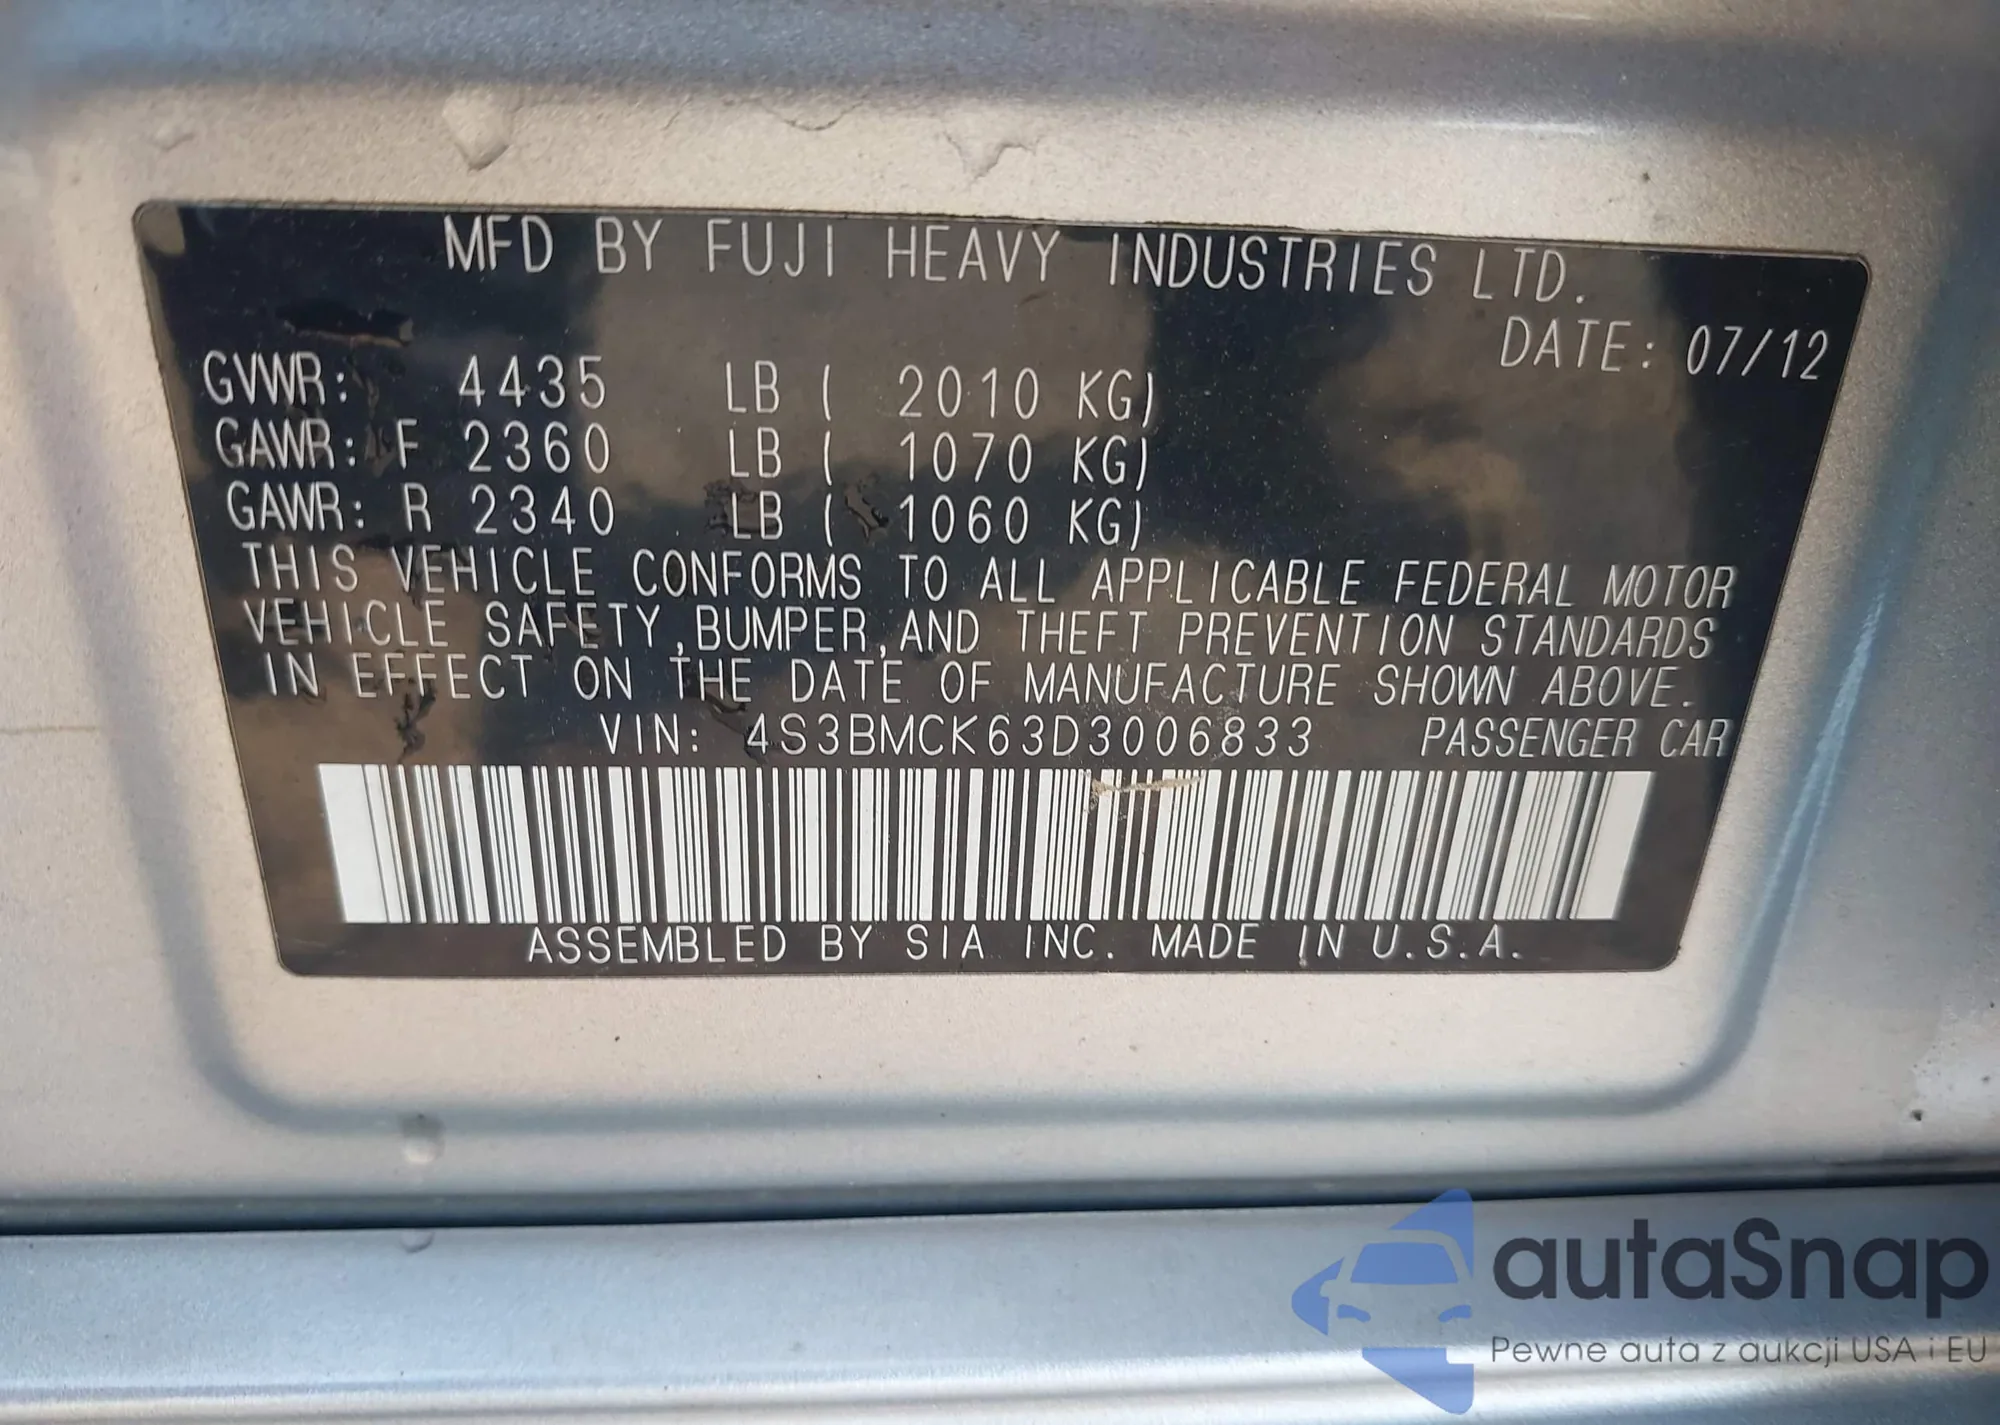 MFD BY FUJI HEAVY INDUSTRIES LTD.
DATE: 07/12
GVWR: 4435 LB ( 2010 KG)
GAWR: F 2360 LB ( 1070 KG)
GAWR: R 2340 LB ( 1060 KG)
THIS VEHICLE CONFORMS TO ALL APPLICABLE FEDERAL MOTOR
VEHICLE SAFETY,BUMPER,AND THEFT PREVENTION STANDARDS
IN EFFECT ON THE DATE OF MANUFACTURE SHOWN ABOVE.
VIN: 4S3BMCK63D3006833 PASSENGER CAR
ASSEMBLED BY SIA INC. MADE IN U.S.A.
autaSnap
Pewne auta z aukcji USA i EU